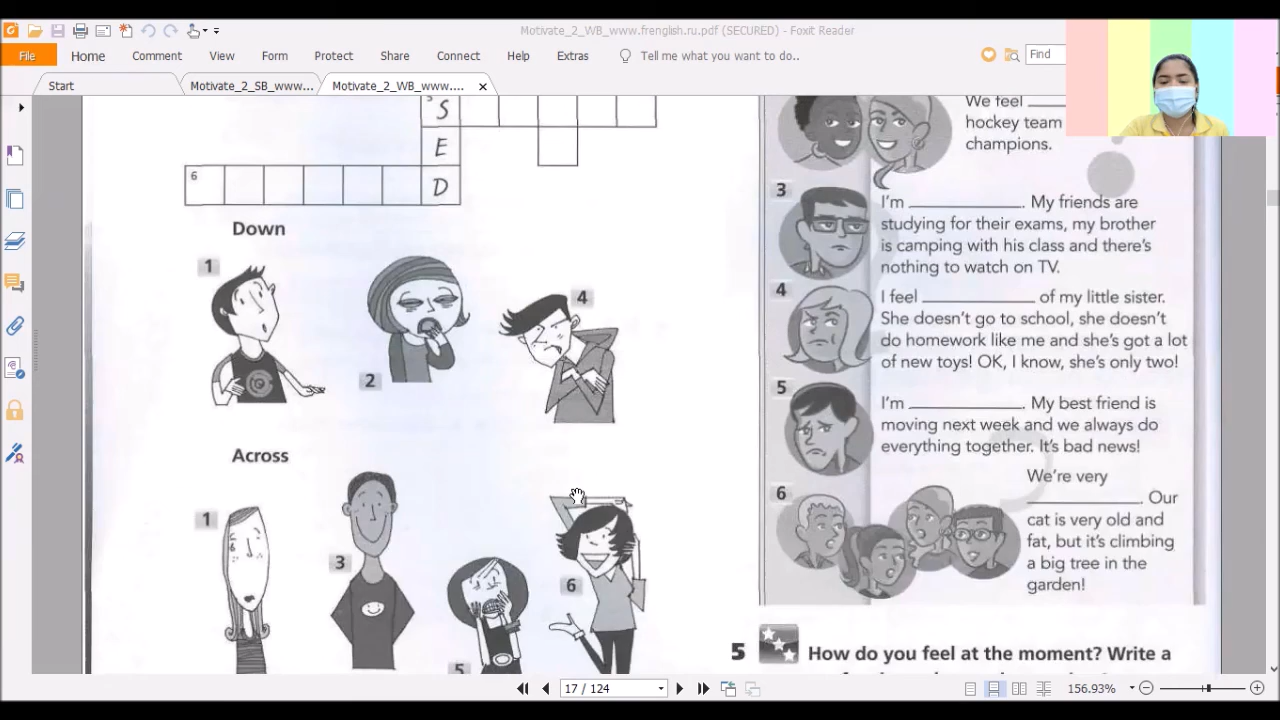 Motivate_2_WB_www.frenglish.ru.pdf (SECURED) - Foxit Reader
File Home Comment View Form Protect Share Connect Help Extras Tell me what you want to do.. Find
Start Motivate_2_SB_www... Motivate_2_WB_www....
S
E
6 D
Down
1
2
4
Across
1
3
5
6
We feel
hockey team
champions.
3
I'm ____________. My friends are
studying for their exams, my brother
is camping with his class and there's
nothing to watch on TV.
4
I feel ____________ of my little sister.
She doesn't go to school, she doesn't
do homework like me and she's got a lot
of new toys! OK, I know, she's only two!
5
I'm ____________. My best friend is
moving next week and we always do
everything together. It's bad news!
6
We're very
____________. Our
cat is very old and
fat, but it's climbing
a big tree in the
garden!
5 How do you feel at the moment? Write a
17 / 124
156.93%